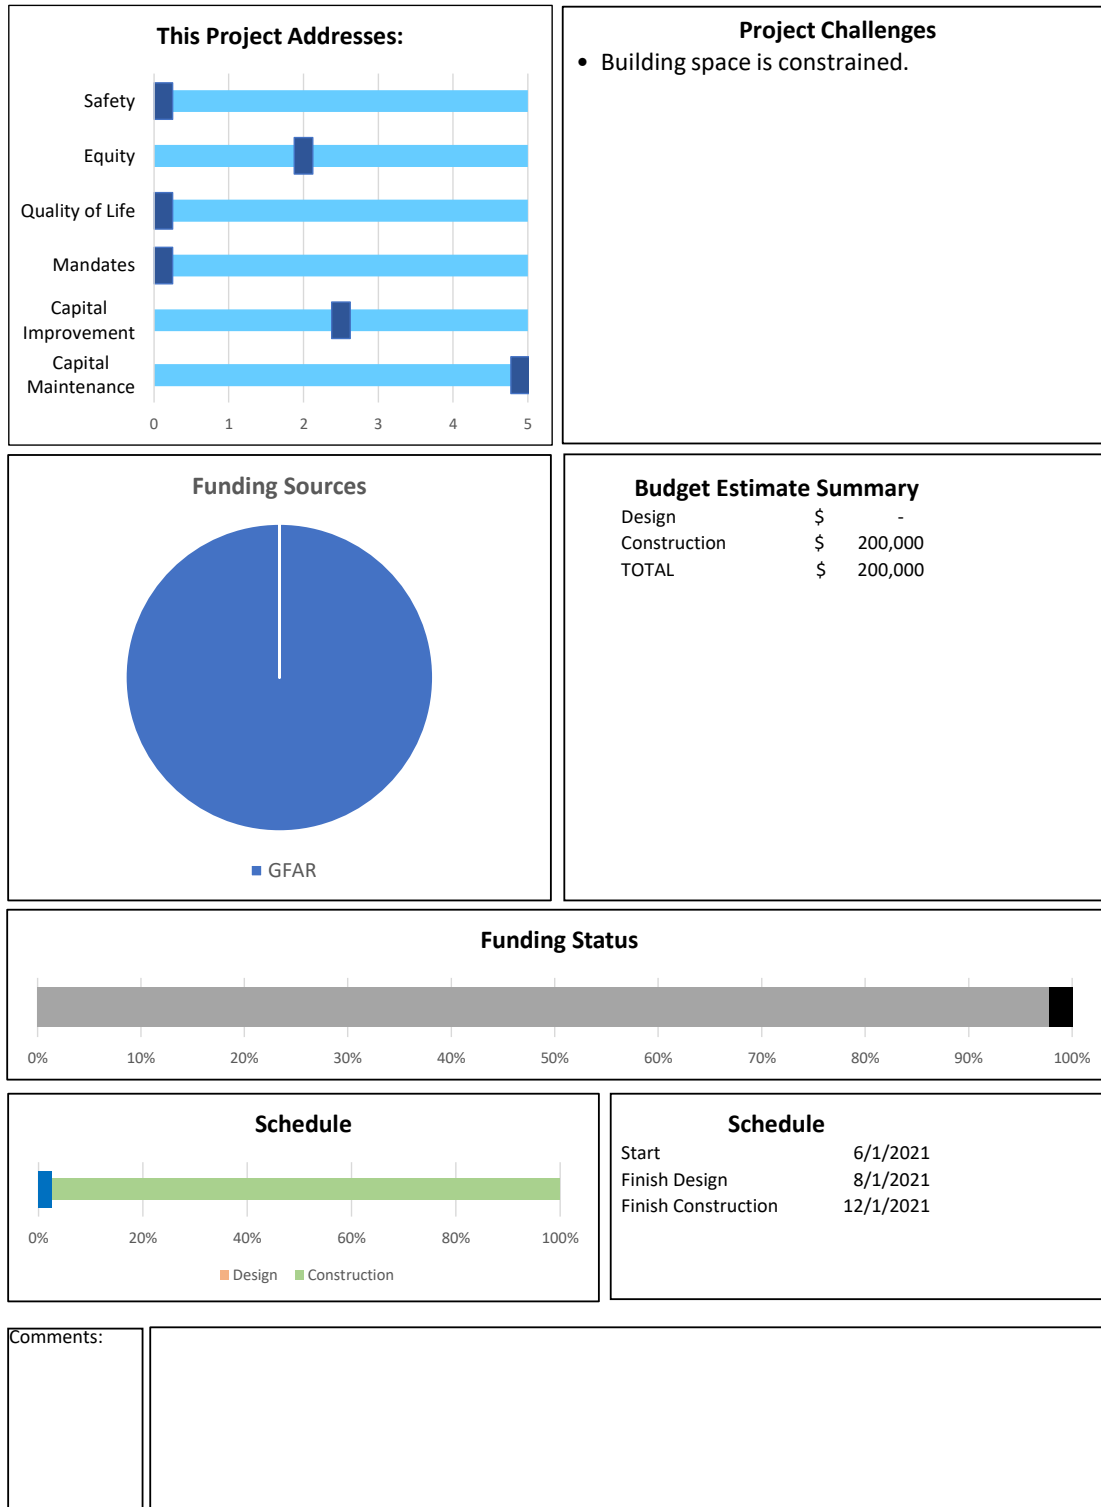 This Project Addresses:
Safety
Equity
Quality of Life
Mandates
Capital
Improvement
Capital
Maintenance
0 1 2 3 4 5
Project Challenges
• Building space is constrained.
Funding Sources
GFAR
Budget Estimate Summary
Design $ -
Construction $ 200,000
TOTAL $ 200,000
Funding Status
0% 10% 20% 30% 40% 50% 60% 70% 80% 90% 100%
Schedule
0% 20% 40% 60% 80% 100%
Design Construction
Schedule
Start 6/1/2021
Finish Design 8/1/2021
Finish Construction 12/1/2021
Comments: